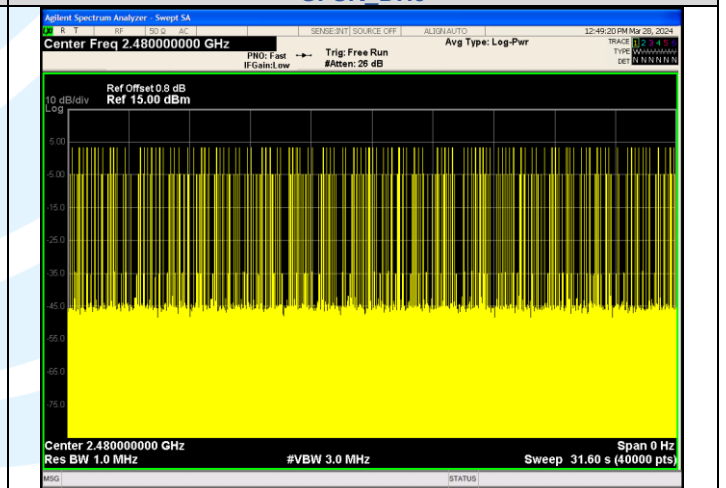 Agilent Spectrum Analyzer - Swept SA
R T RF 50 Ω AC SENSE:INT SOURCE OFF ALIGN AUTO 12:49:20 PM Mar 28, 2024
Center Freq 2.480000000 GHz
PNO: Fast
IFGain:Low
Trig: Free Run
#Atten: 26 dB
Avg Type: Log-Pwr
TRACE 1 2 3 4 5 6
TYPE
DET N N N N N N
Ref Offset 0.8 dB
10 dB/div Ref 15.00 dBm
Log
5.00
-5.00
-15.0
-25.0
-35.0
-45.0
-55.0
-65.0
-75.0
Center 2.480000000 GHz Span 0 Hz
Res BW 1.0 MHz #VBW 3.0 MHz Sweep 31.60 s (40000 pts)
MSG STATUS